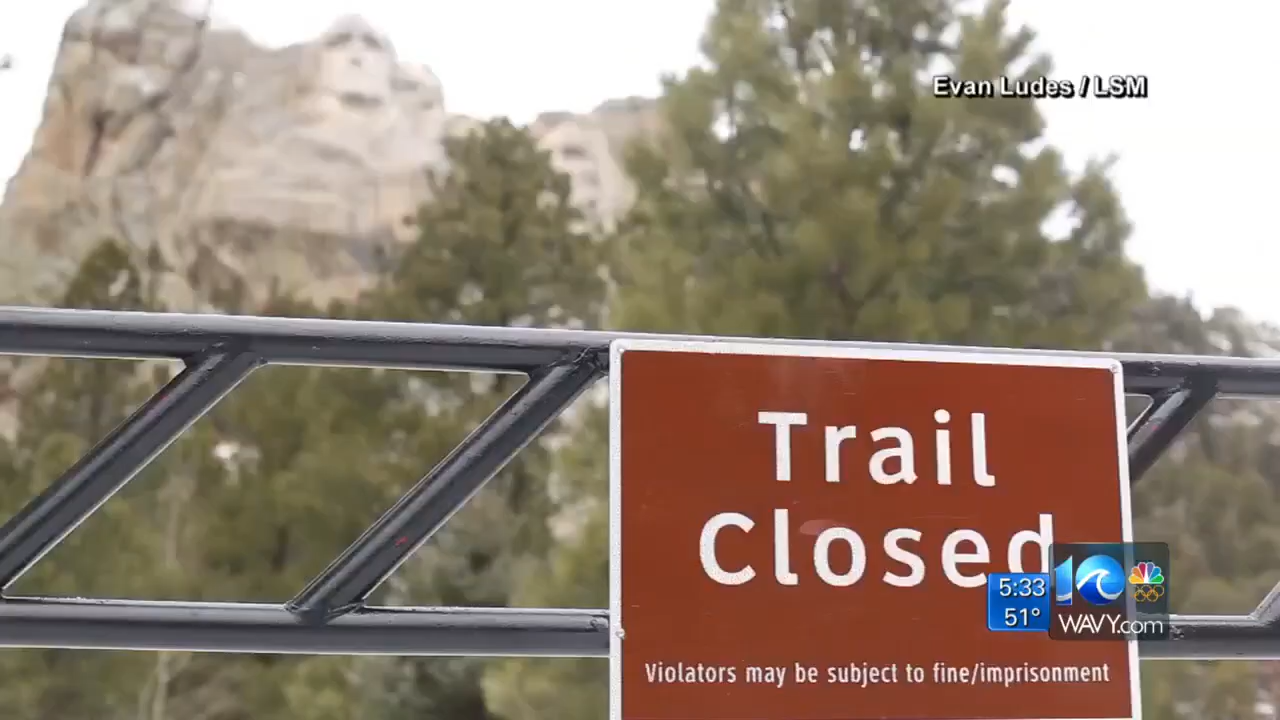 Evan Ludes / LSM
Trail
Closed
5:33
10
51°
WAVY.com
Violators may be subject to fine/imprisonment